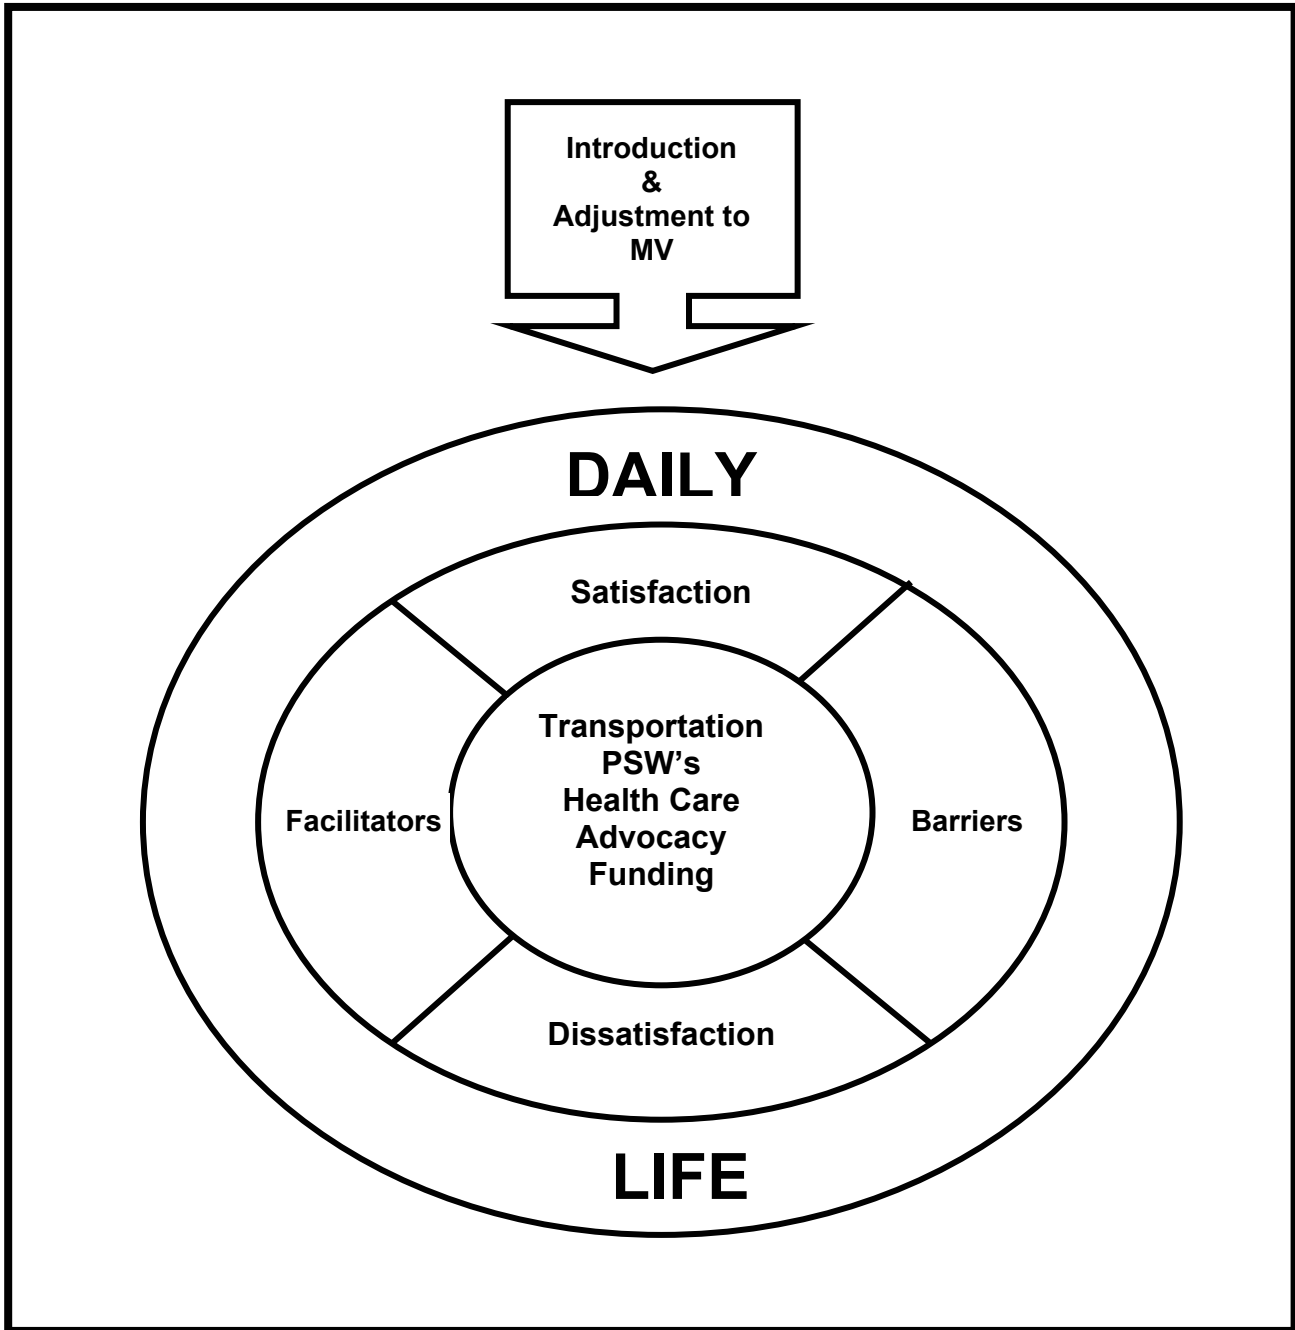 Introduction
&
Adjustment to
MV
DAILY
Satisfaction
Transportation
PSW’s
Health Care
Advocacy
Funding
Facilitators
Barriers
Dissatisfaction
LIFE